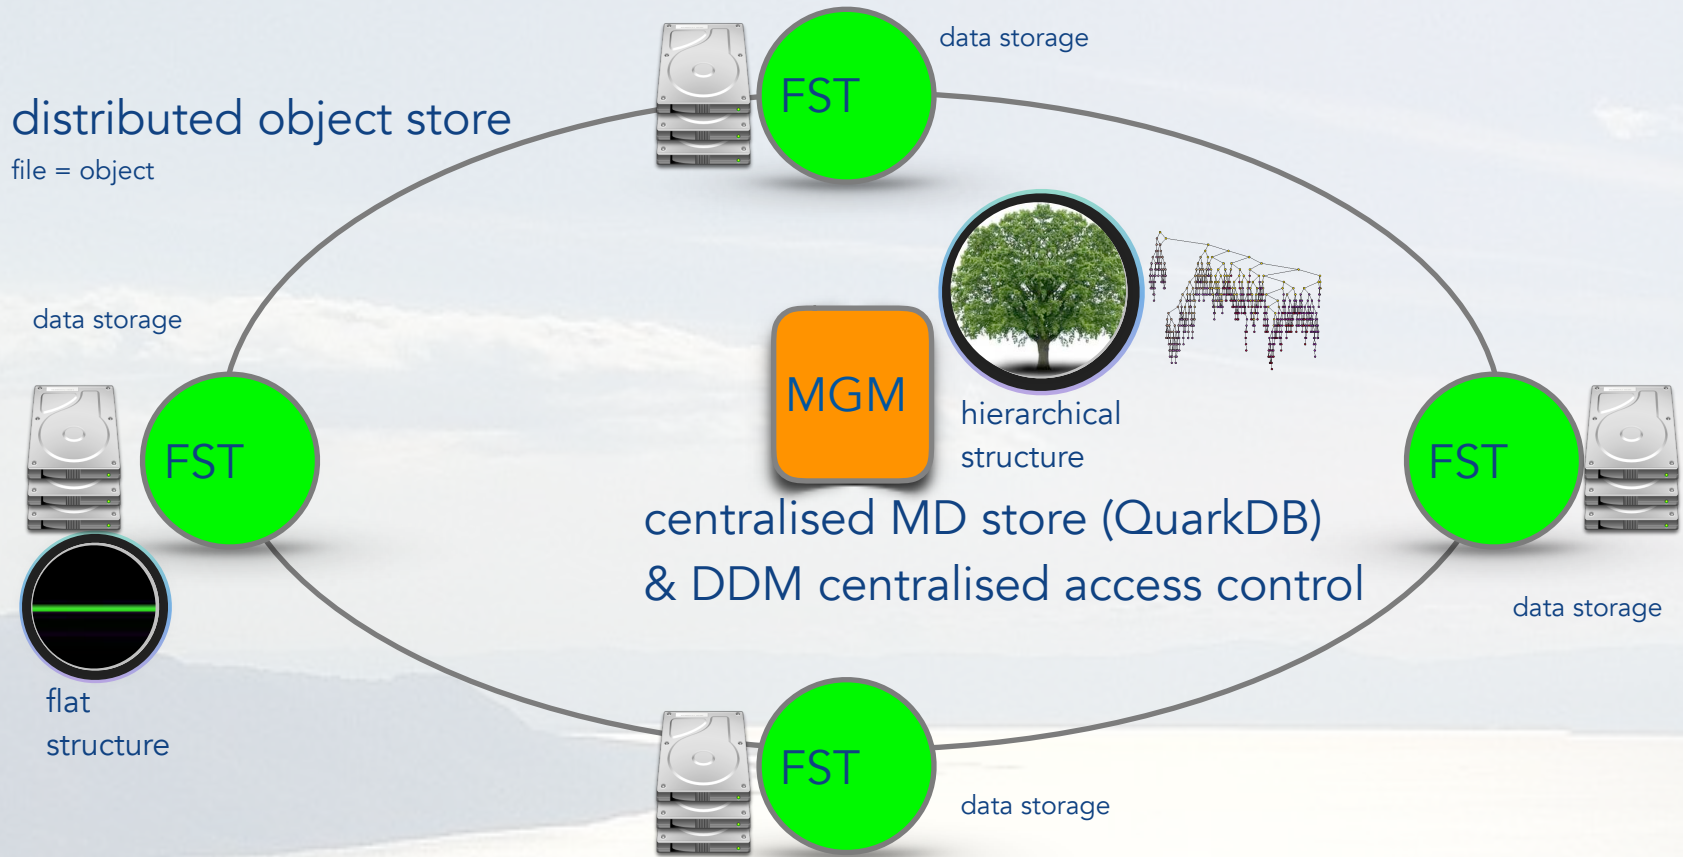 data storage
FST
distributed object store
file = object
data storage
MGM
hierarchical
structure
FST
FST
centralised MD store (QuarkDB)
& DDM centralised access control
data storage
flat
structure
FST
data storage